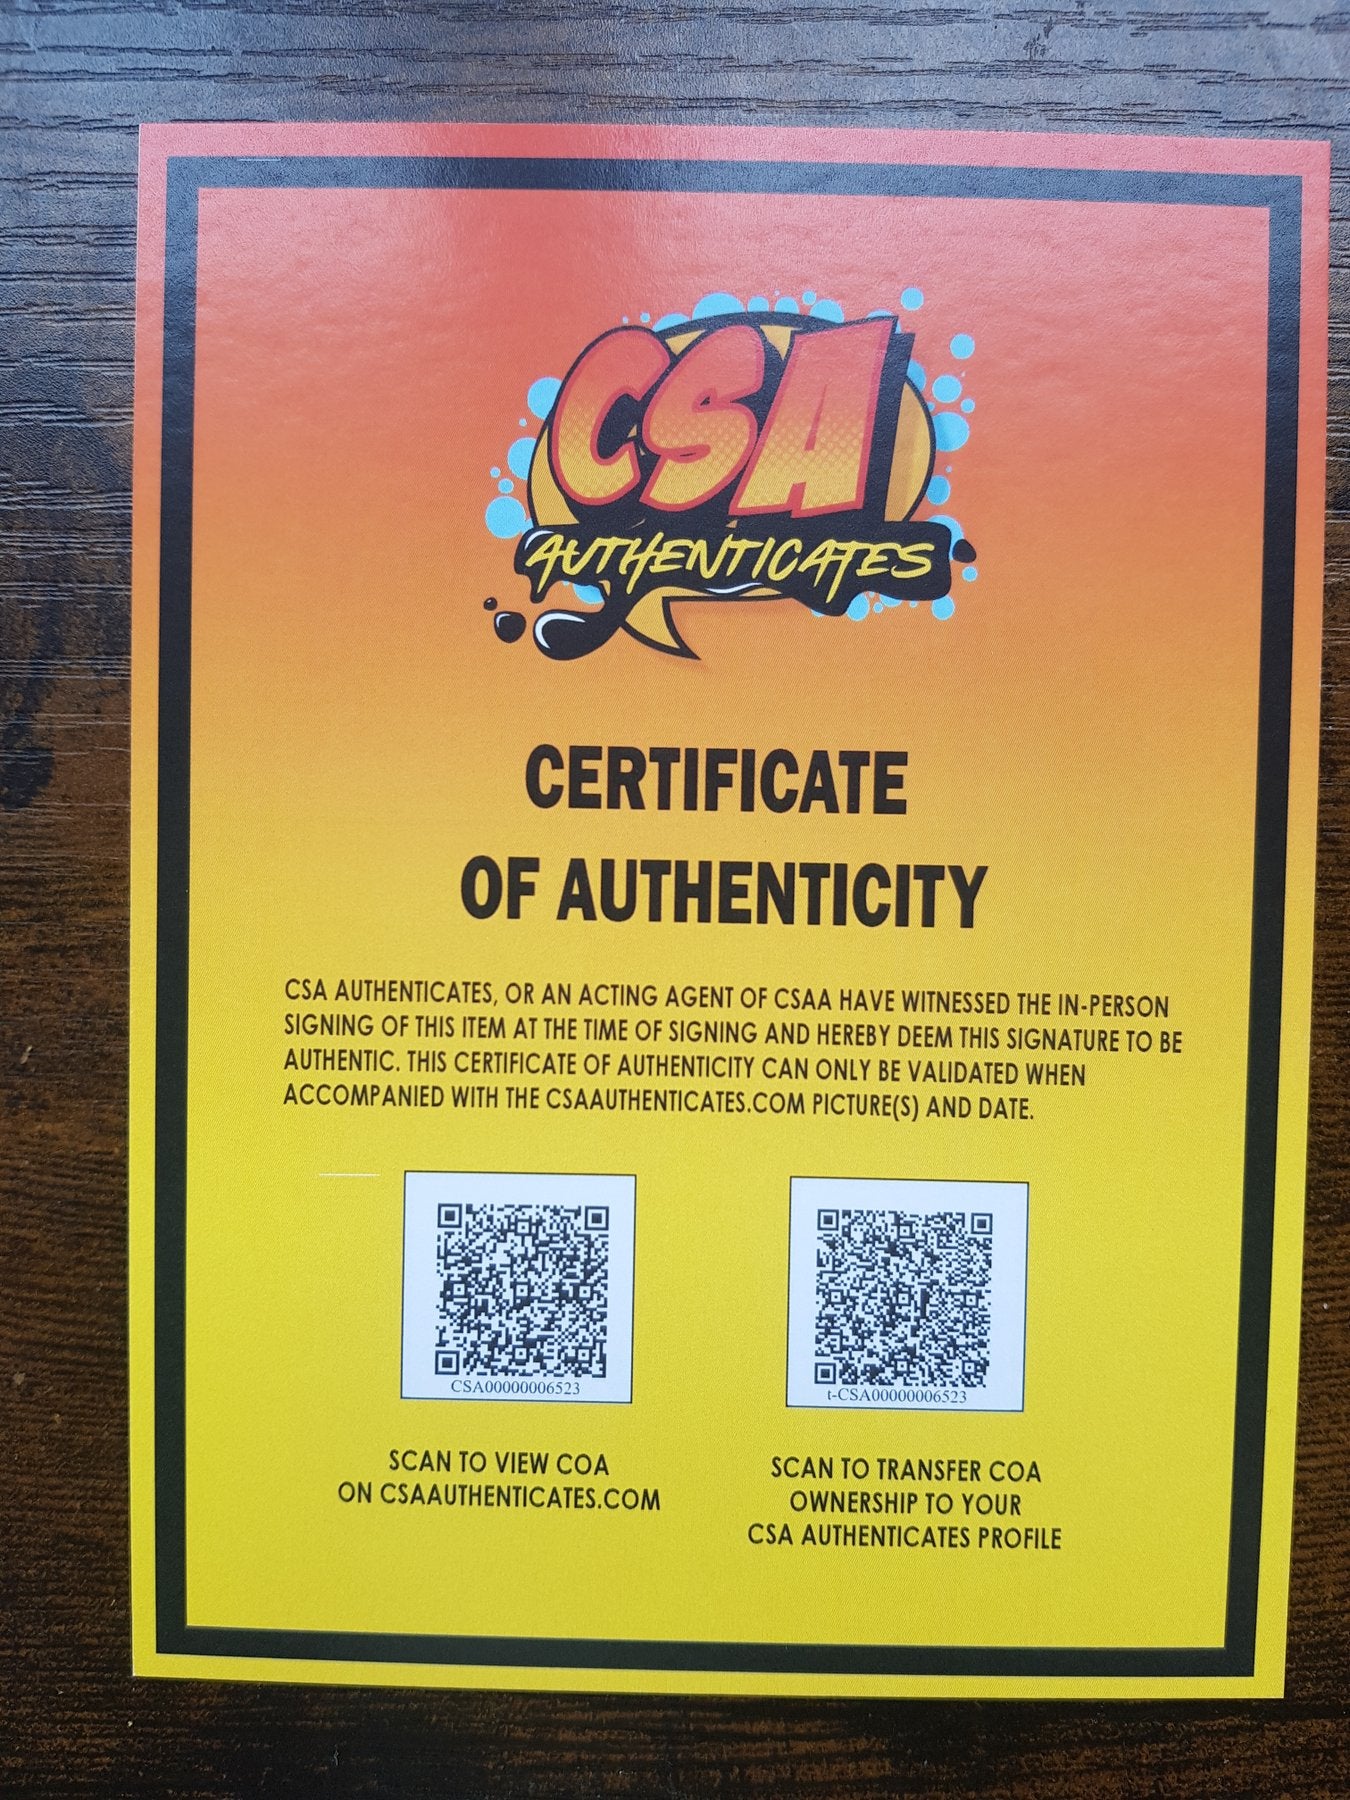 CSA
AUTHENTICATES
CERTIFICATE
OF AUTHENTICITY
CSA AUTHENTICATES, OR AN ACTING AGENT OF CSAA HAVE WITNESSED THE IN-PERSON
SIGNING OF THIS ITEM AT THE TIME OF SIGNING AND HEREBY DEEM THIS SIGNATURE TO BE
AUTHENTIC. THIS CERTIFICATE OF AUTHENTICITY CAN ONLY BE VALIDATED WHEN
ACCOMPANIED WITH THE CSAAUTHENTICATES.COM PICTURE(S) AND DATE.
CSA00000006523
SCAN TO VIEW COA
ON CSAAUTHENTICATES.COM
t-CSA00000006523
SCAN TO TRANSFER COA
OWNERSHIP TO YOUR
CSA AUTHENTICATES PROFILE